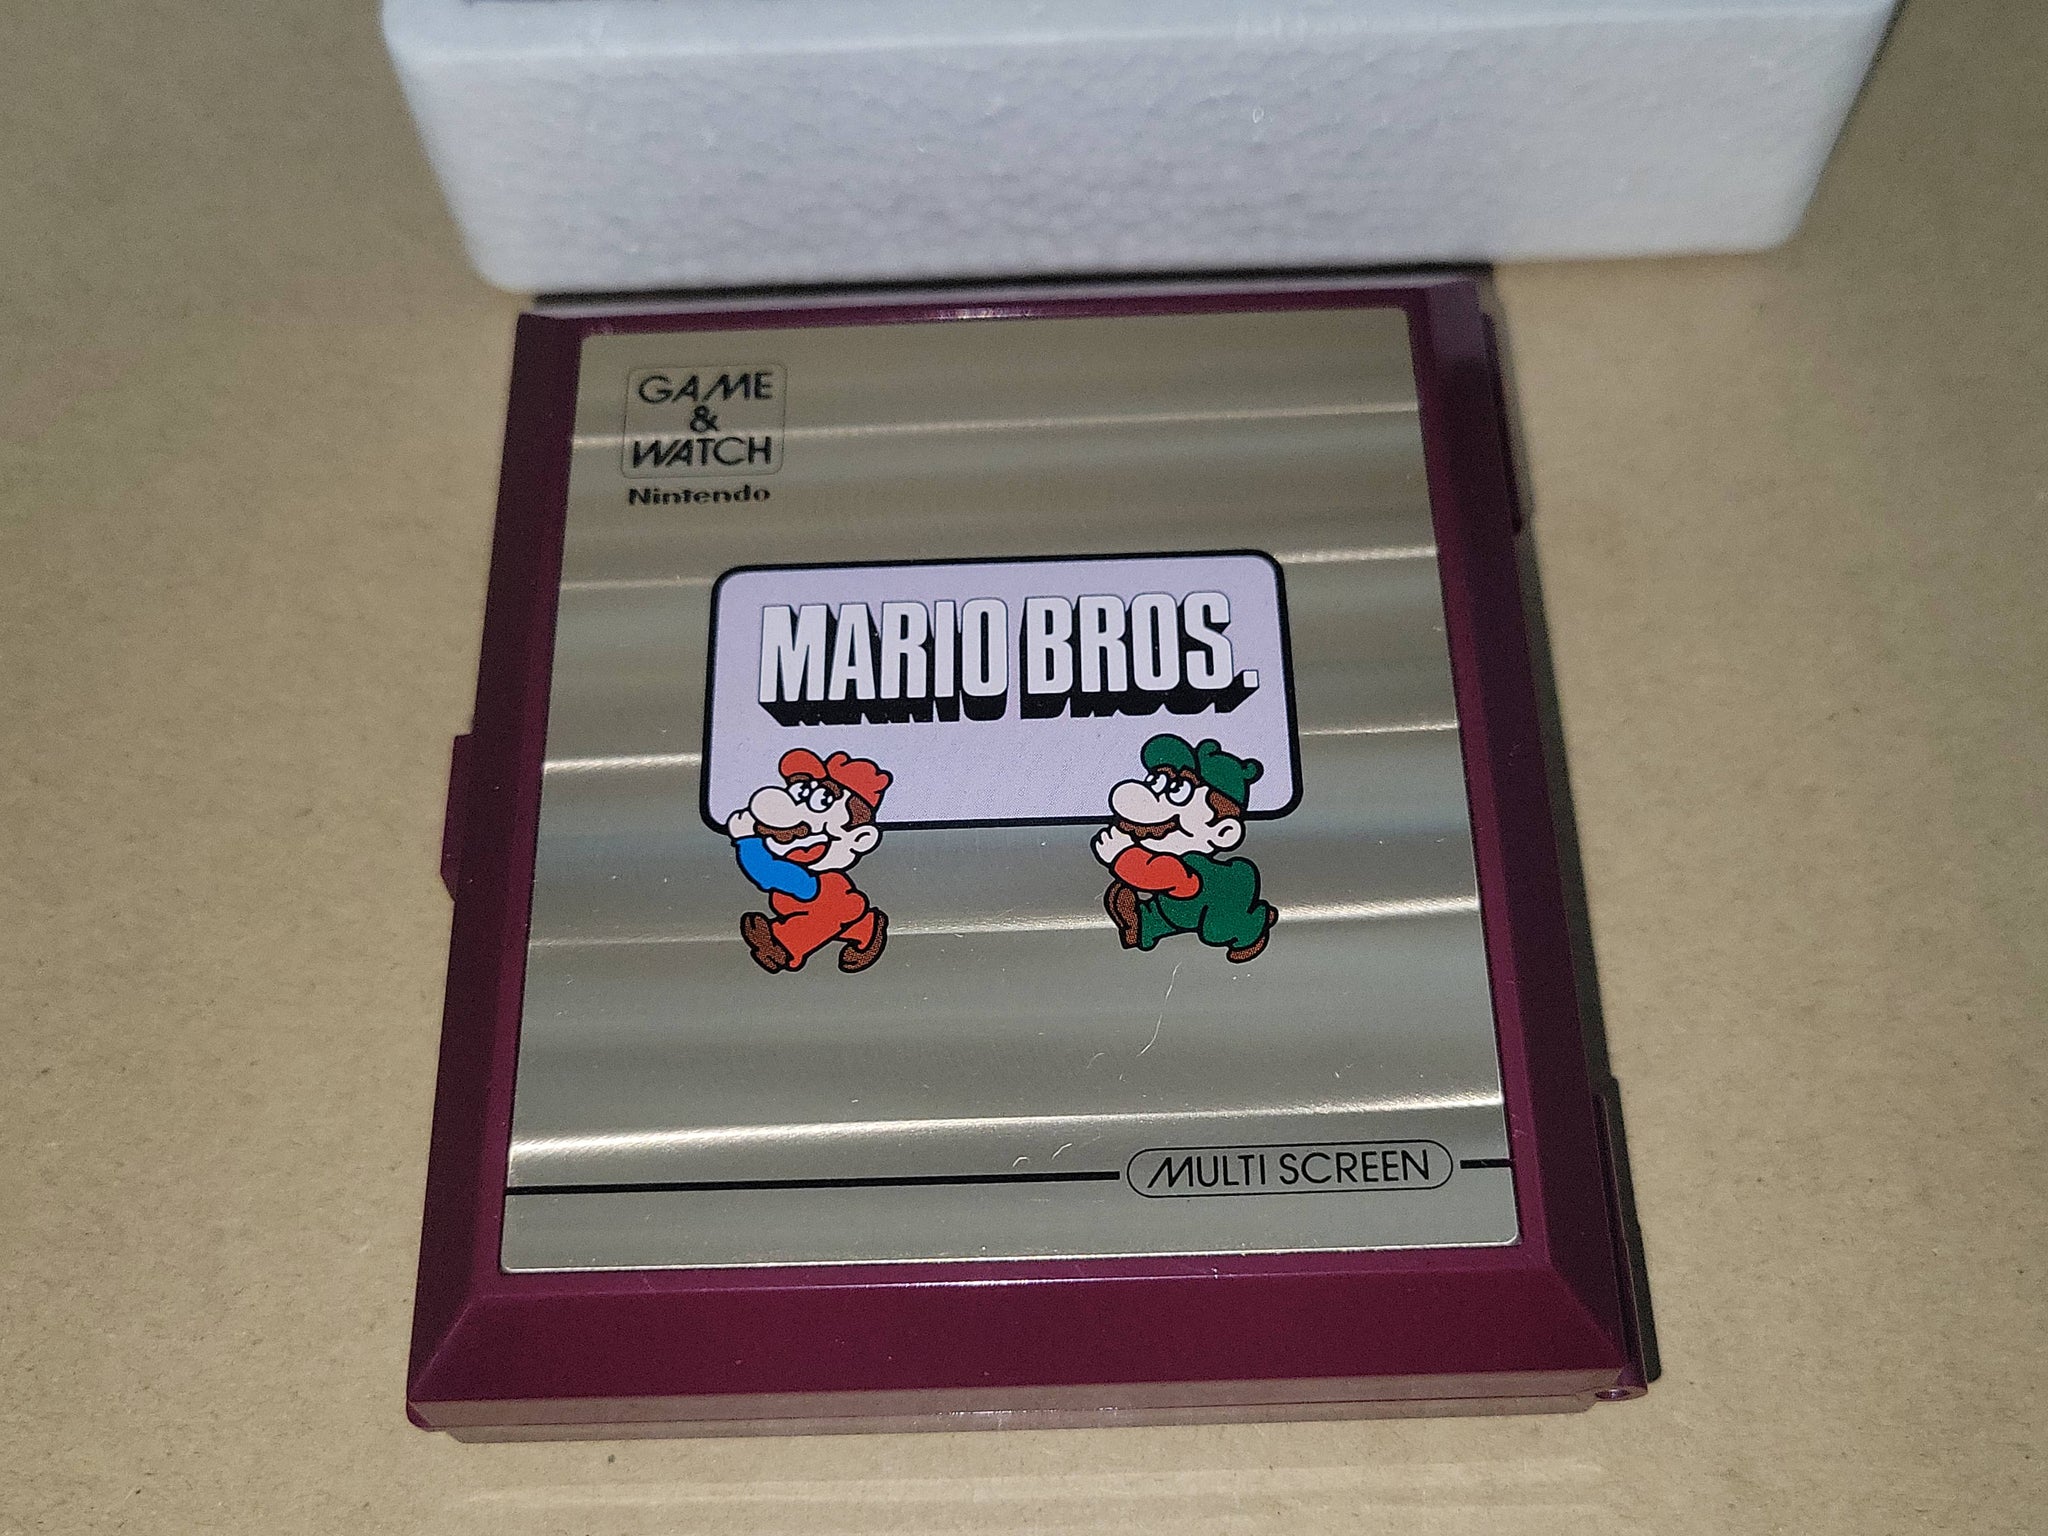 GAME
&
WATCH
Nintendo
MARIO BROS.
MULTI SCREEN